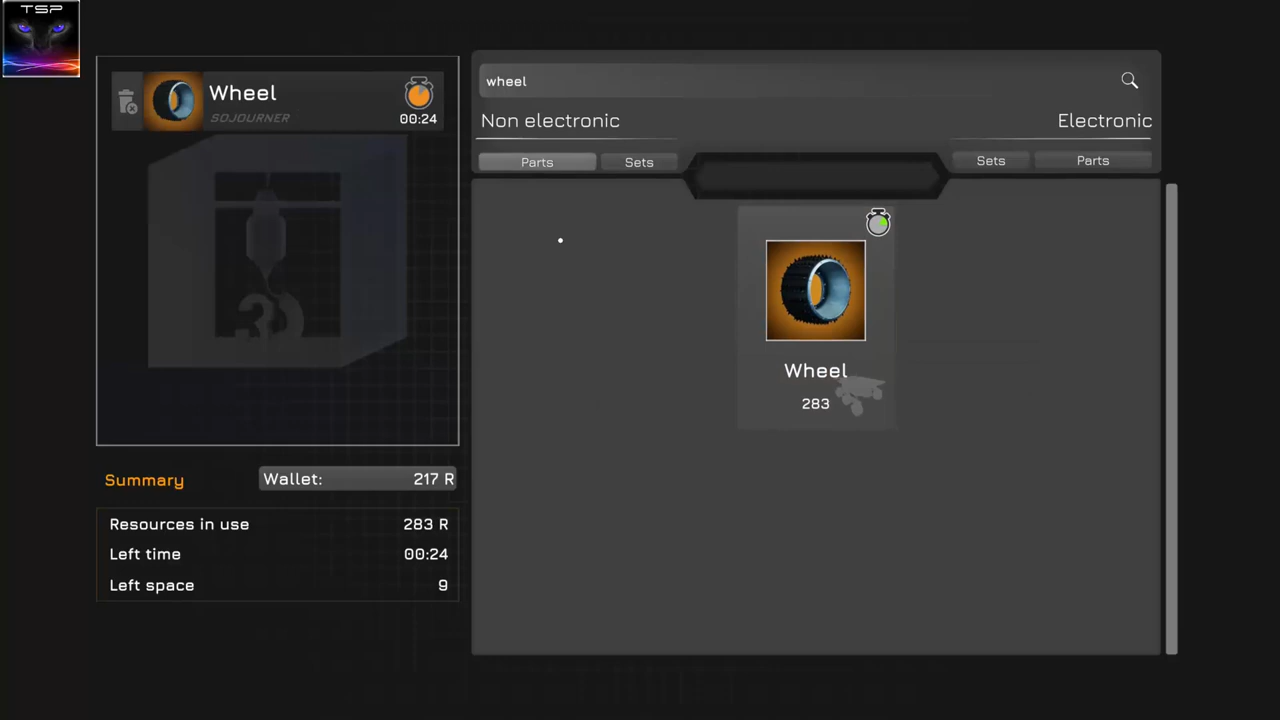 TSP
Wheel
SOJOURNER
00:24
3D
Summary
Wallet: 217 R
Resources in use 283 R
Left time 00:24
Left space 9
wheel
Non electronic
Electronic
Parts
Sets
Sets
Parts
Wheel
283